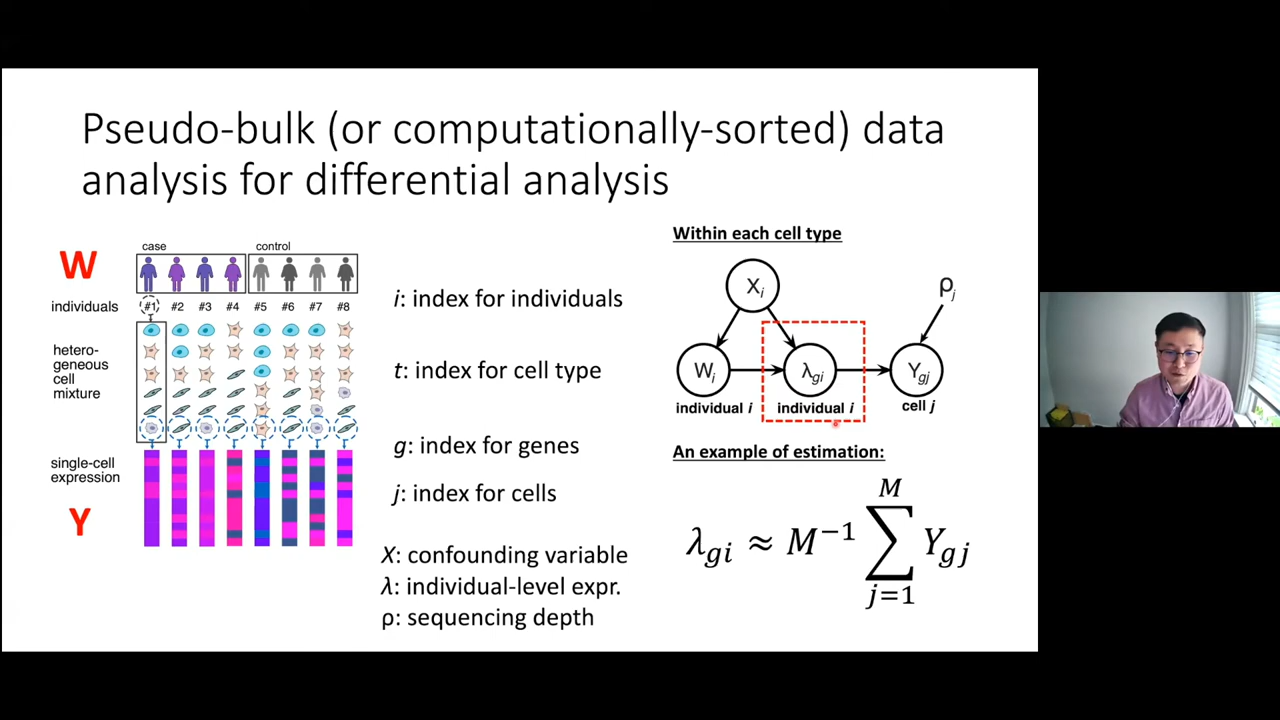 Pseudo-bulk (or computationally-sorted) data
analysis for differential analysis
W
case
control
individuals
#1 #2 #3 #4 #5 #6 #7 #8
hetero-
geneous
cell
mixture
single-cell
expression
Y
i: index for individuals
t: index for cell type
g: index for genes
j: index for cells
X: confounding variable
λ: individual-level expr.
ρ: sequencing depth
Within each cell type
Xi
ρj
Wi
λgi
Ygj
individual i
individual i
cell j
An example of estimation:
λgi ≈ M⁻¹ ∑ M j=1 Ygj